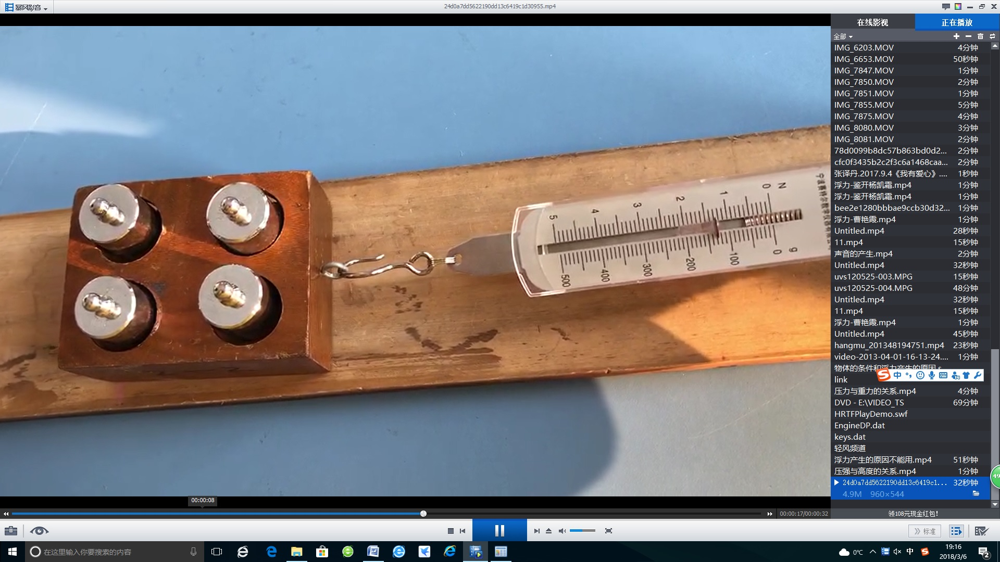 暴风影音
24d0a7dd5622190dd13c6419c1d30955.mp4
在线影视 正在播放
全部
IMG_6203.MOV 4分钟
IMG_6653.MOV 50秒钟
IMG_7847.MOV 1分钟
IMG_7850.MOV 2分钟
IMG_7851.MOV 1分钟
IMG_7855.MOV 5分钟
IMG_7875.MOV 4分钟
IMG_8080.MOV 3分钟
IMG_8081.MOV 2分钟
78d0099b8dc57b863bd0d2... 2分钟
cfc0f3435b2c2f3c6a1468caa... 2分钟
张译丹.2017.9.4《我有爱心》.... 1秒钟
浮力-鉴开杨凯霜.mp4 1分钟
浮力-鉴开杨凯霜.mp4 1分钟
bee2e1280bbbae9ccb30d32... 1分钟
浮力-曹艳霞.mp4 1分钟
Untitled.mp4 28秒钟
11.mp4 15秒钟
声音的产生.mp4 2分钟
Untitled.mp4 32秒钟
uvs120525-003.MPG 15秒钟
uvs120525-004.MPG 48分钟
Untitled.mp4 32秒钟
11.mp4 15秒钟
浮力-曹艳霞.mp4 1分钟
Untitled.mp4 45秒钟
hangmu_201348194751.mp4 23秒钟
video-2013-04-01-16-13-24.... 1分钟
物体的条件和浮力产生的原因.s
中
link
压力与重力的关系.mp4 4分钟
DVD - E:\VIDEO_TS 69分钟
HRTFPlayDemo.swf
EngineDP.dat
keys.dat
轻风频道
浮力产生的原因不能用.mp4 51秒钟
压强与高度的关系.mp4 1分钟
49
24d0a7dd5622190dd13c6419c1... 32秒钟
4.9M 960×544
领108元现金红包!
5 4 3 2 1 0 N
500 400 300 200 100 0 g
00:00:08
00:00:17/00:00:32
标准
在这里输入你要搜索的内容
0℃
中
19:16
2018/3/6
2